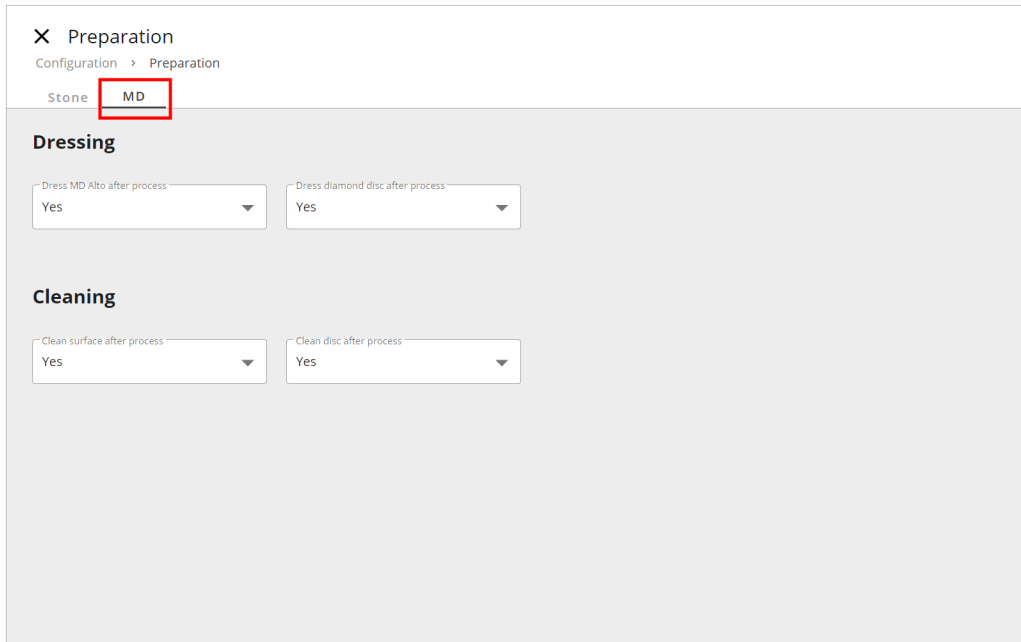 Preparation
Configuration > Preparation
Stone MD
Dressing
Dress MD Alto after process Dress diamond disc after process
Yes Yes
Cleaning
Clean surface after process Clean disc after process
Yes Yes